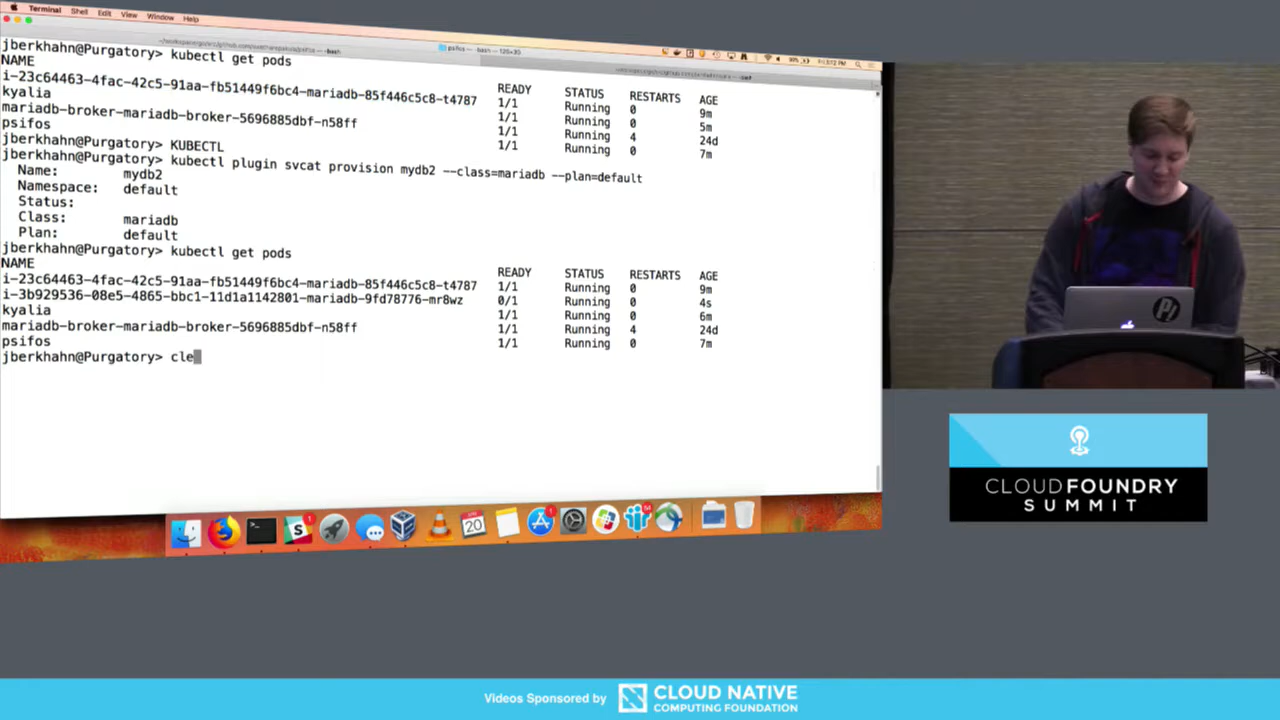 Terminal Shell Edit View Window Help
jberkhahn@Purgatory> kubectl get pods
NAME READY STATUS RESTARTS AGE
i-23c64463-4fac-42c5-91aa-fb51449f6bc4-mariadb-85f446c5c8-t4787 1/1 Running 0 9m
kyalia 1/1 Running 0 5m
mariadb-broker-mariadb-broker-5696885dbf-n58ff 1/1 Running 4 24d
psifos 1/1 Running 0 7m
jberkhahn@Purgatory> KUBECTL
jberkhahn@Purgatory> kubectl plugin svcat provision mydb2 --class=mariadb --plan=default
Name: mydb2
Namespace: default
Status:
Class: mariadb
Plan: default
jberkhahn@Purgatory> kubectl get pods
NAME READY STATUS RESTARTS AGE
i-23c64463-4fac-42c5-91aa-fb51449f6bc4-mariadb-85f446c5c8-t4787 1/1 Running 0 9m
i-3b929536-08e5-4865-bbc1-11d1a1142801-mariadb-9fd78776-mr8wz 0/1 Running 0 4s
kyalia 1/1 Running 0 6m
mariadb-broker-mariadb-broker-5696885dbf-n58ff 1/1 Running 4 24d
psifos 1/1 Running 0 7m
jberkhahn@Purgatory> cle
20
CLOUD FOUNDRY
SUMMIT
Videos Sponsored by
CLOUD NATIVE
COMPUTING FOUNDATION